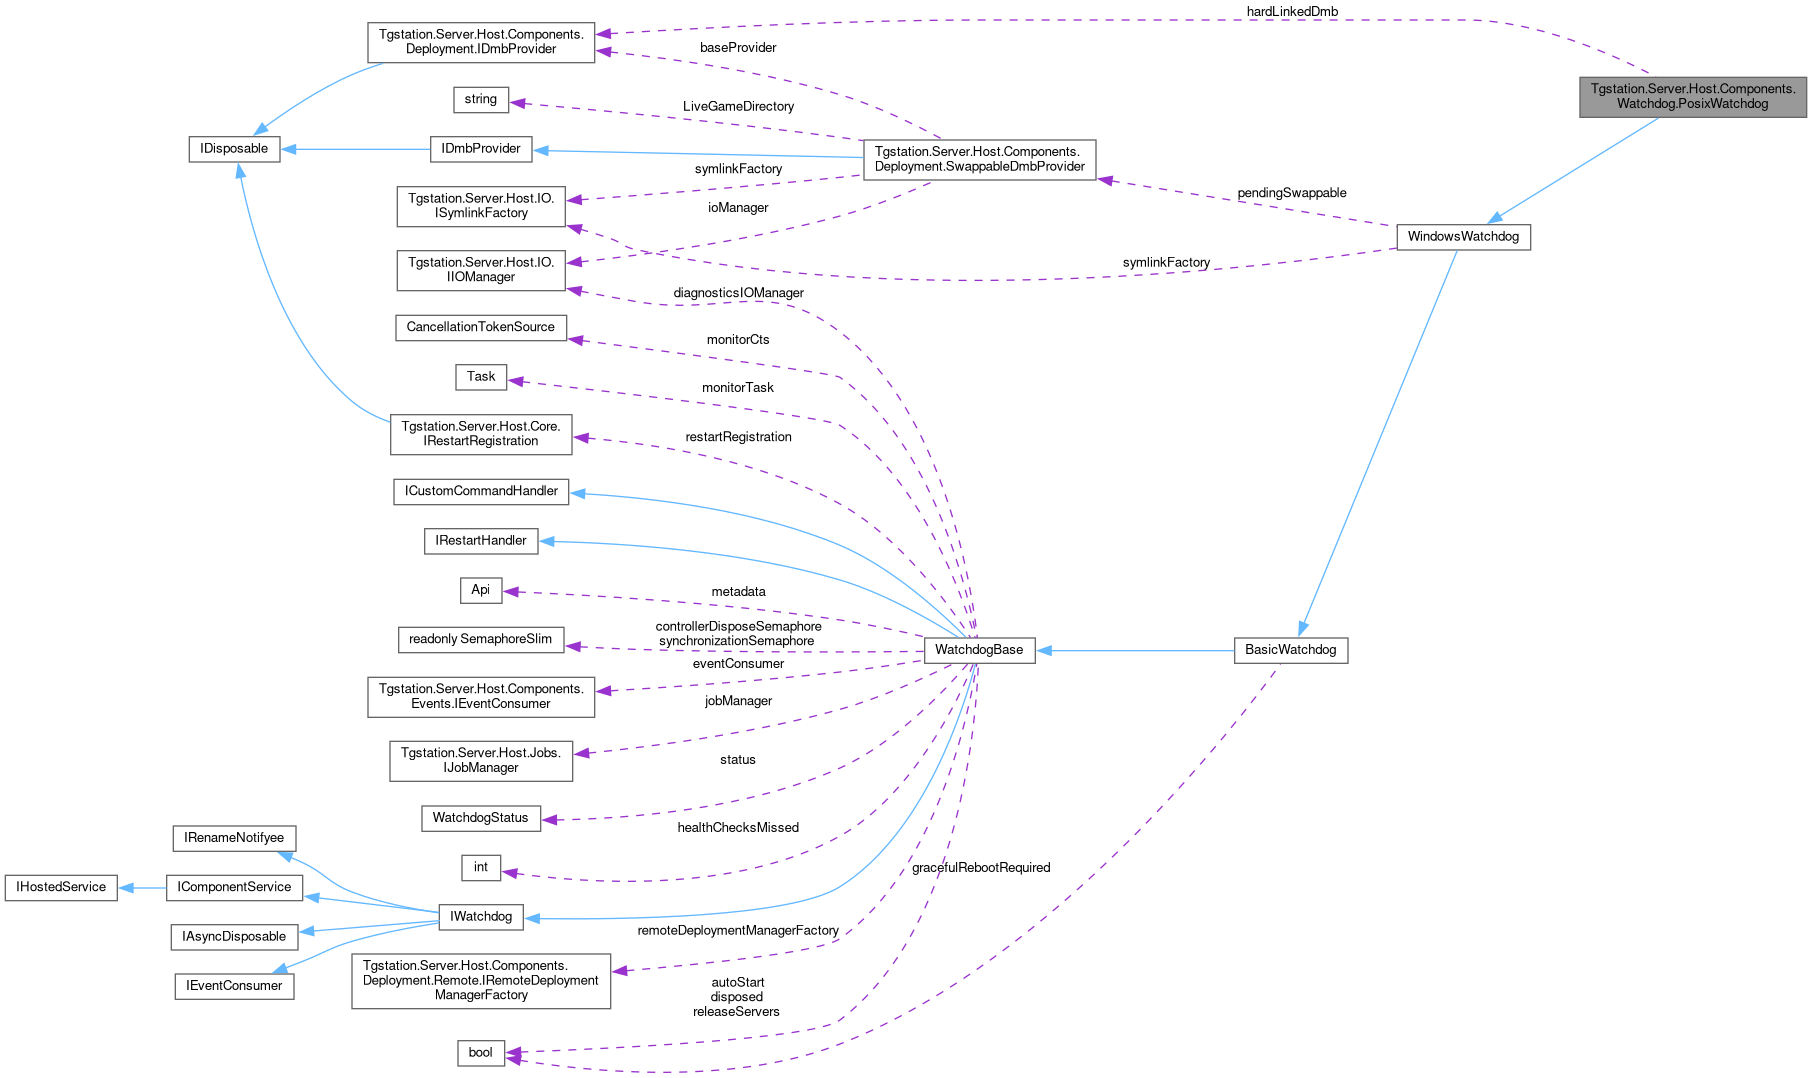 hardLinkedDmb
Tgstation.Server.Host.Components.
Deployment.IDmbProvider
baseProvider
Tgstation.Server.Host.Components.
Watchdog.PosixWatchdog
string
LiveGameDirectory
IDisposable
IDmbProvider
Tgstation.Server.Host.Components.
Deployment.SwappableDmbProvider
symlinkFactory
Tgstation.Server.Host.IO.
ISymlinkFactory
ioManager
pendingSwappable
WindowsWatchdog
Tgstation.Server.Host.IO.
IIOManager
symlinkFactory
diagnosticsIOManager
CancellationTokenSource
monitorCts
Task
monitorTask
Tgstation.Server.Host.Core.
IRestartRegistration
restartRegistration
ICustomCommandHandler
IRestartHandler
Api
metadata
readonly SemaphoreSlim
controllerDisposeSemaphore
synchronizationSemaphore
WatchdogBase
BasicWatchdog
eventConsumer
Tgstation.Server.Host.Components.
Events.IEventConsumer
jobManager
Tgstation.Server.Host.Jobs.
IJobManager
status
WatchdogStatus
healthChecksMissed
IRenameNotifyee
int
gracefulRebootRequired
IHostedService
IComponentService
IWatchdog
IAsyncDisposable
remoteDeploymentManagerFactory
IEventConsumer
Tgstation.Server.Host.Components.
Deployment.Remote.IRemoteDeployment
ManagerFactory
autoStart
disposed
releaseServers
bool